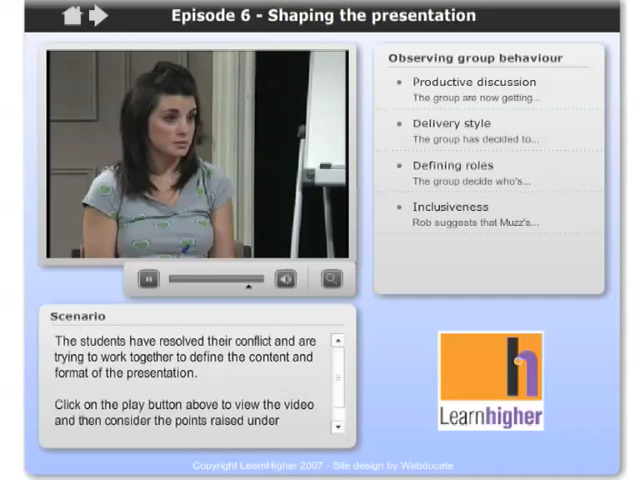 Episode 6 - Shaping the presentation
Observing group behaviour
Productive discussion
The group are now getting...
Delivery style
The group has decided to...
Defining roles
The group decide who's...
Inclusiveness
Rob suggests that Muzz's...
Scenario
The students have resolved their conflict and are
trying to work together to define the content and
format of the presentation.
Click on the play button above to view the video
and then consider the points raised under
Learnhigher
Copyright LearnHigher 2007 - Site design by Webducate